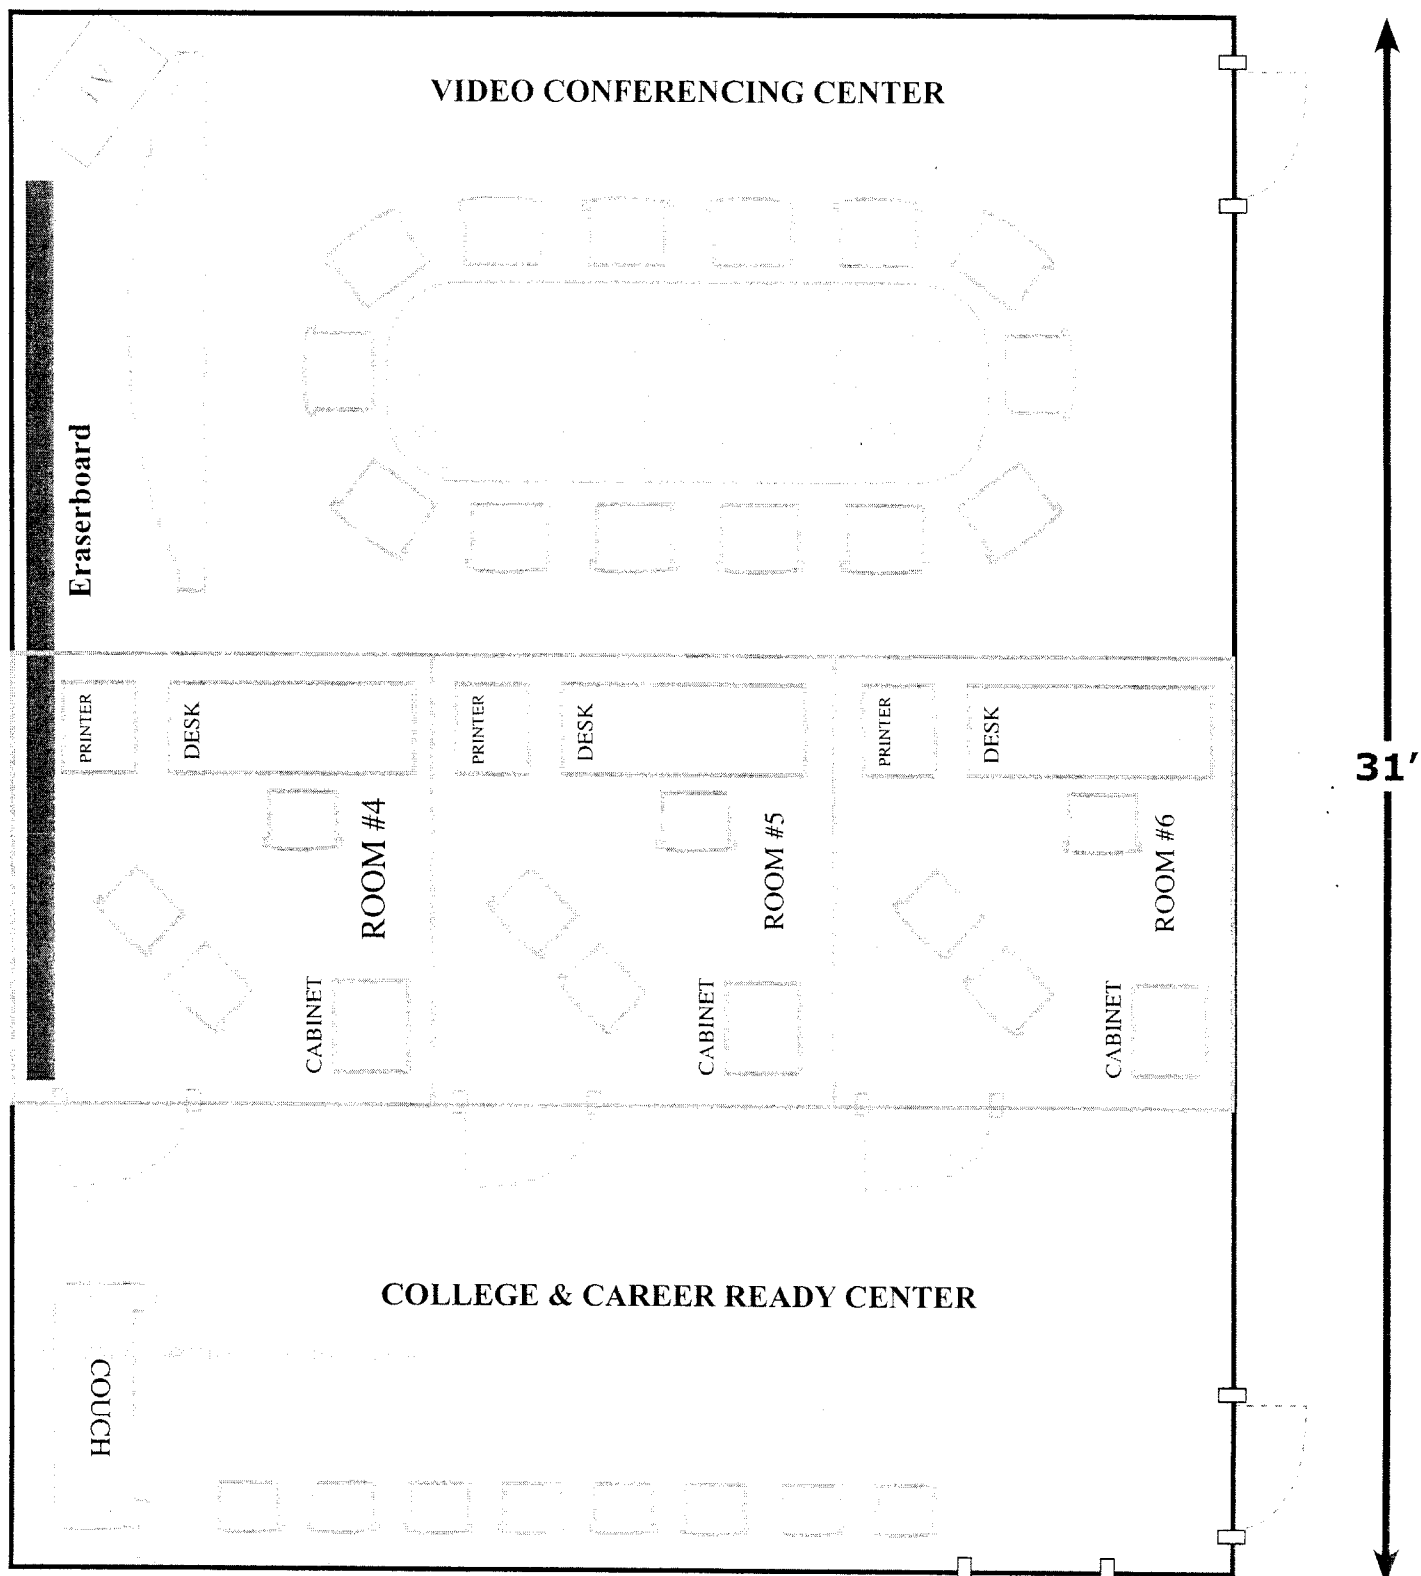 TV
VIDEO CONFERENCING CENTER
Eraserboard
PRINTER
DESK
PRINTER
DESK
PRINTER
DESK
31'
ROOM #4
ROOM #5
ROOM #6
CABINET
CABINET
CABINET
COLLEGE & CAREER READY CENTER
COUCH